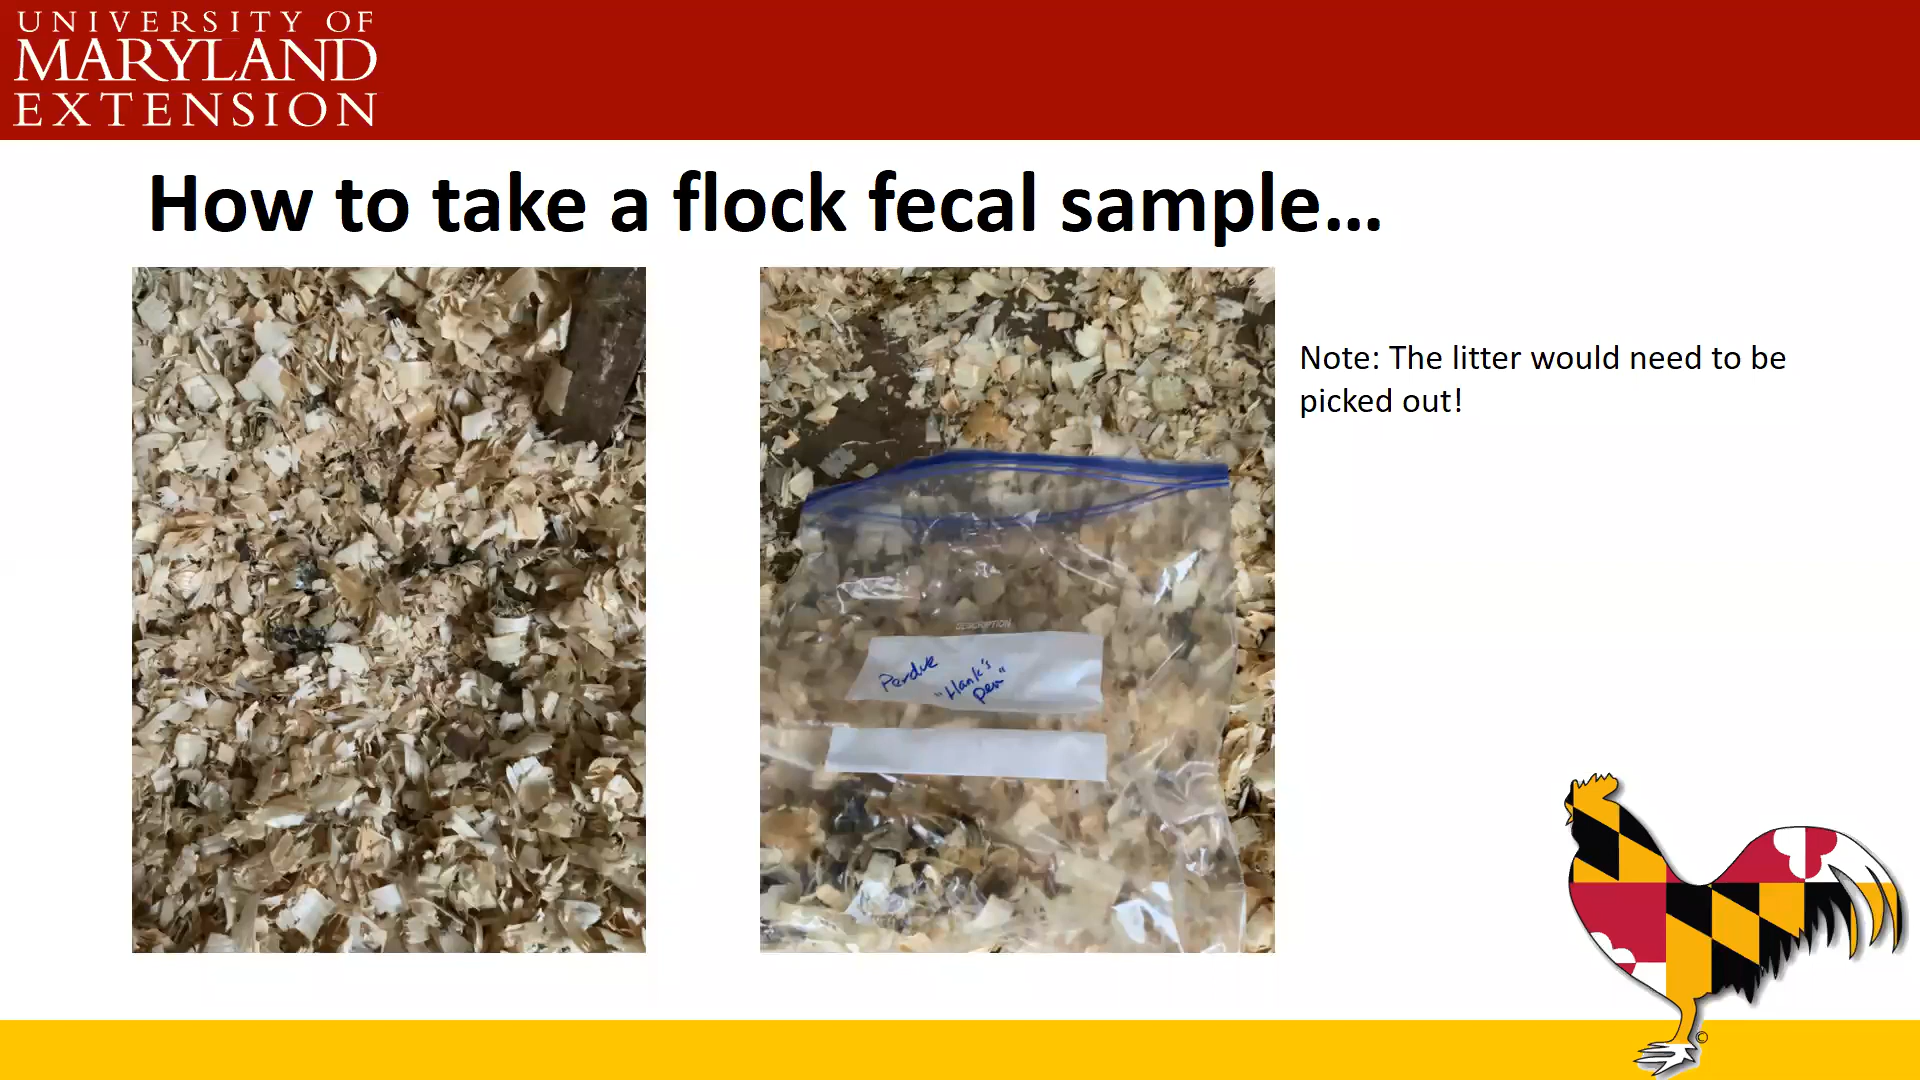 UNIVERSITY OF
MARYLAND
EXTENSION
How to take a flock fecal sample...
Note: The litter would need to be
picked out!
DESCRIPTION
Perdue
"Hank's
Pen"
©